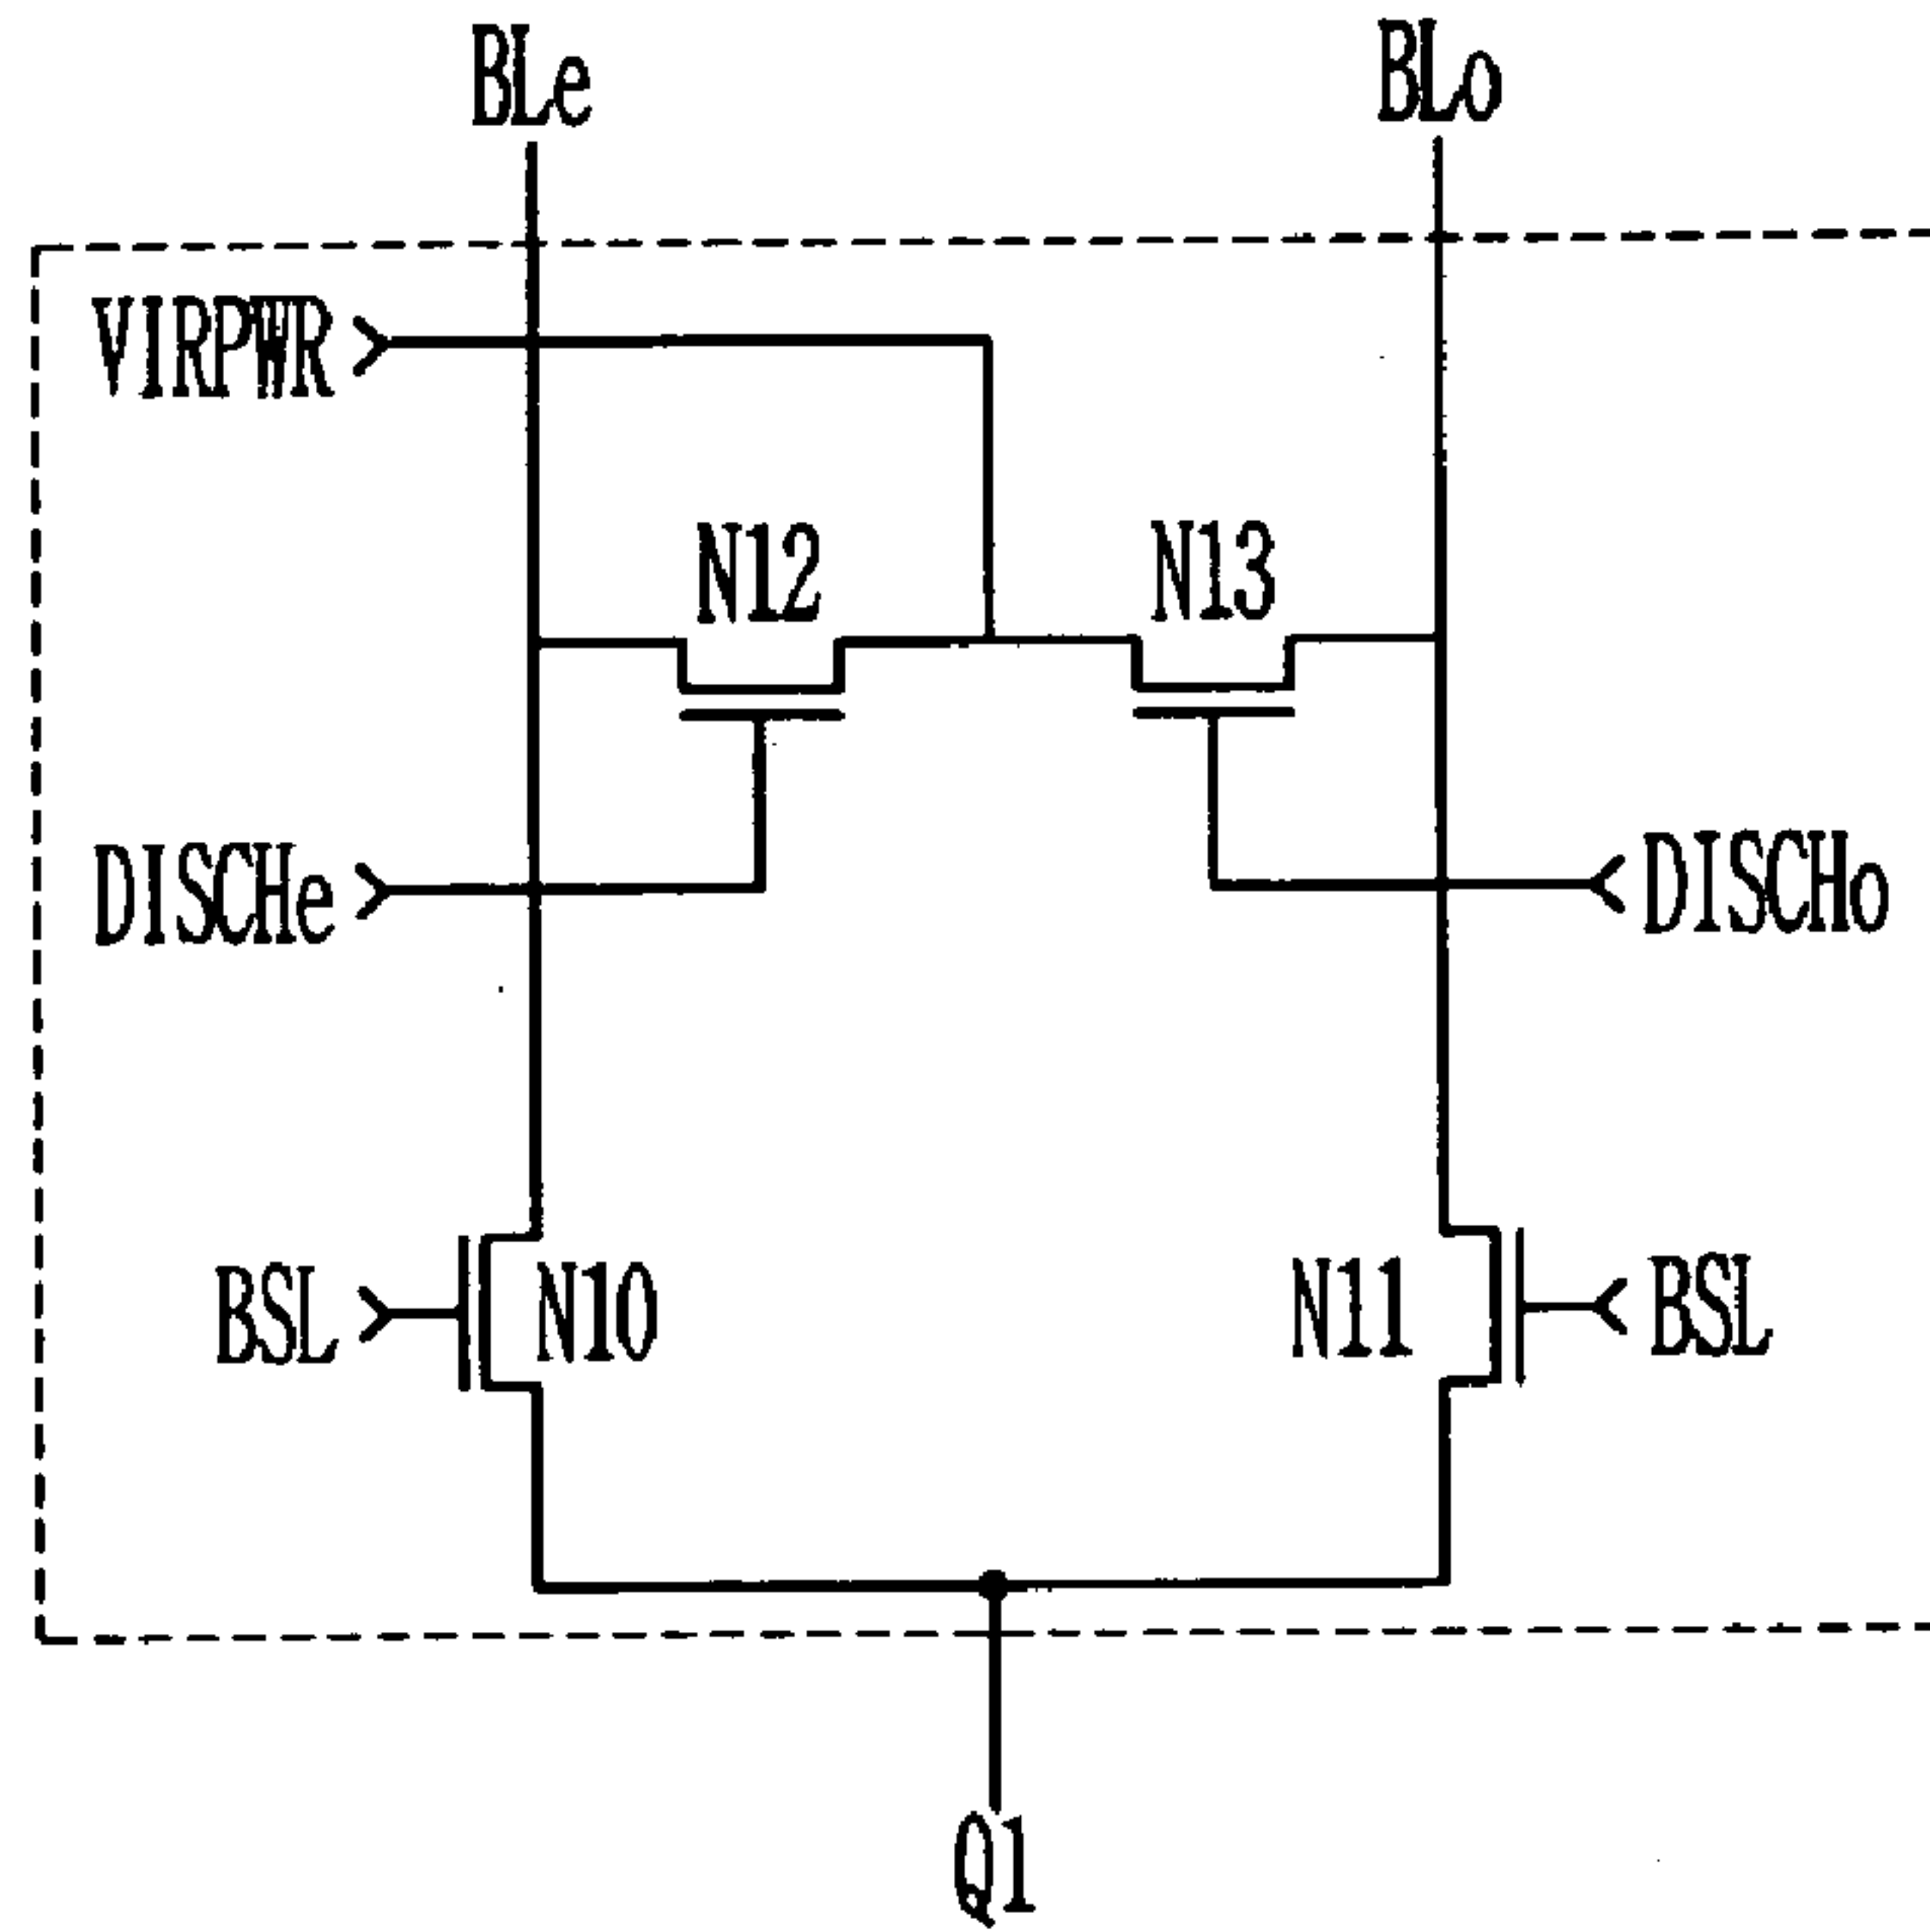 BLe
BLo
VIRPWR
N12
N13
DISCHe
DISCHo
BSL
N10
N11
BSL
Q1